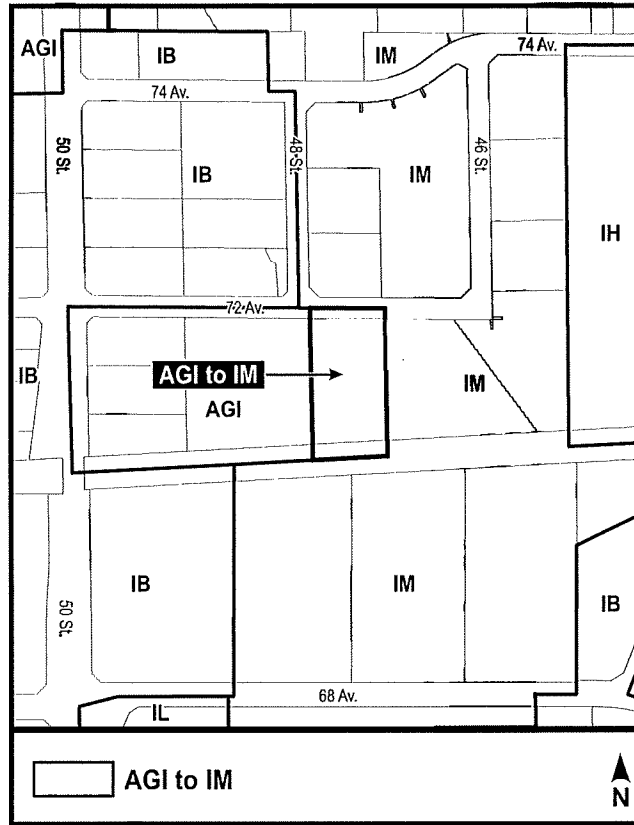 AGI
IB
IM
74 Av.
74 Av.
50 St.
48 St.
46 St.
IB
IM
IH
72 Av.
IB
AGI to IM
AGI
IM
IB
IM
IB
50 St.
68 Av.
IL
AGI to IM
N